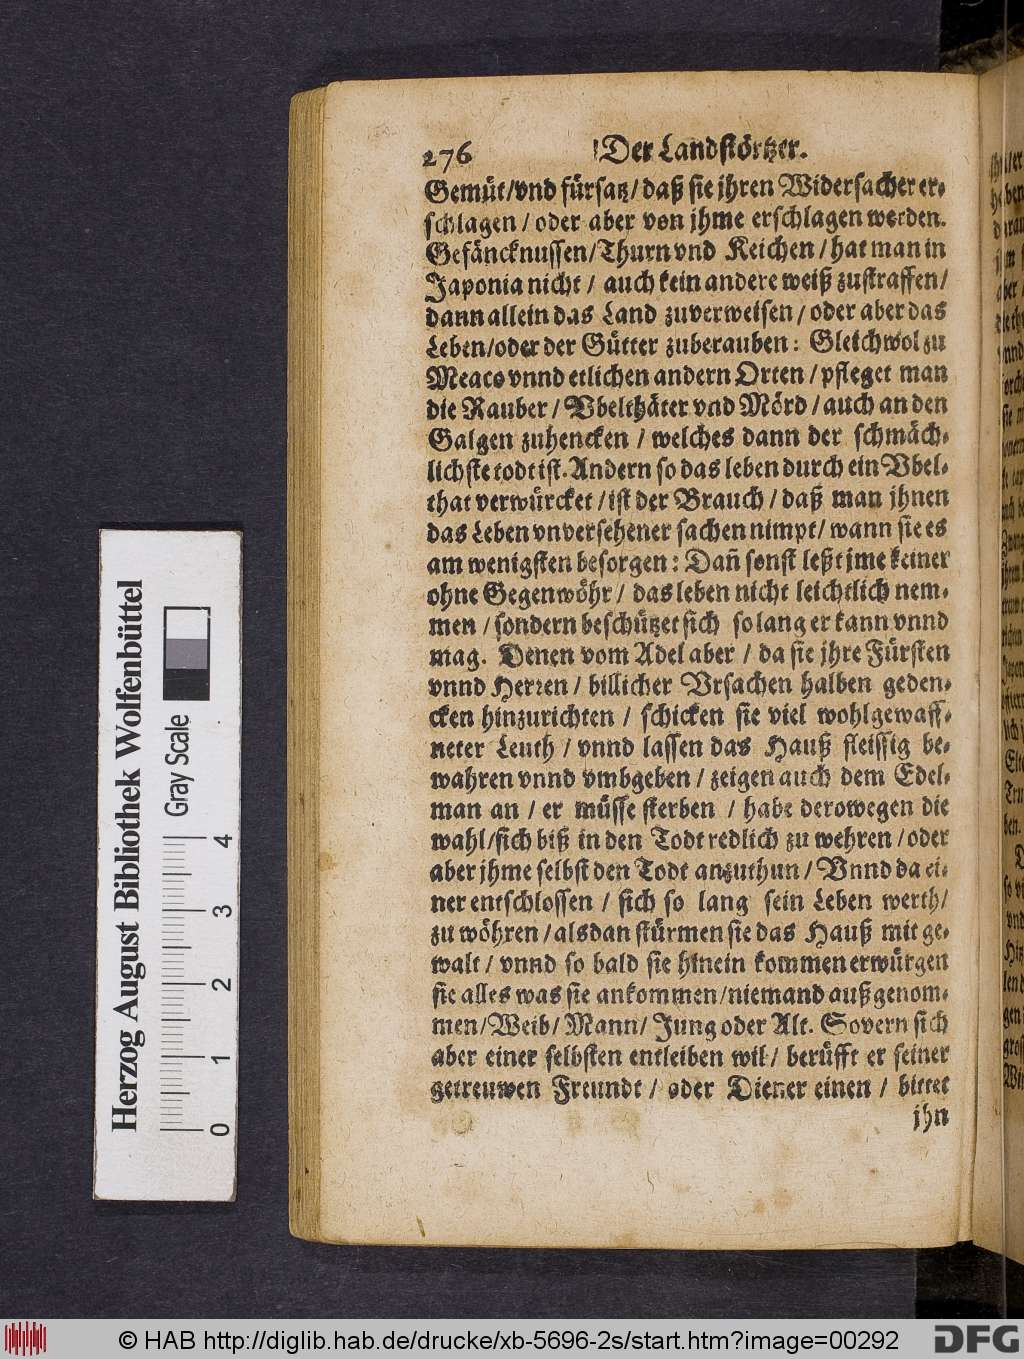 276 Der Landſtörtzer.
Gemüt/vnd fürſatz/daß ſie jhren Widerſacher er-
ſchlagen/oder aber von jhme erſchlagen werden.
Gefäncknuſſen/Thurn vnd Keichen/hat man in
Japonia nicht/ auch kein andere weiß zuſtraffen/
dann allein das Land zuverweiſen/oder aber das
Leben/oder der Gütter zuberauben: Gleichwol zu
Meaco vnnd etlichen andern Orten/pfleget man
die Rauber/Vbelthäter vnd Mörd/auch an den
Galgen zuhencken/welches dann der ſchmäch-
lichſte todt iſt. Andern ſo das leben durch ein Vbel-
that verwürcket/iſt der Brauch/daß man jhnen
das Leben vnverſehener ſachen nimpt/wann ſie es
am wenigſten beſorgen: Dañ ſonſt leßt jme keiner
ohne Gegenwöhr/ das leben nicht leichtlich nem-
men/ſondern beſchützet ſich ſo lang er kann vnnd
mag. Denen vom Adel aber/da ſie jhre Fürſten
vnnd Herren/billicher Vrſachen halben geden-
cken hinzurichten/ ſchicken ſie viel wohlgewaff-
neter Leuth/vnnd laſſen das Hauß fleiſſig be-
wahren vnnd vmbgeben/zeigen auch dem Edel-
man an/er müſſe ſterben /habe derowegen die
wahl/ſich biß in den Todt redlich zu wehren/oder
aber jhme ſelbſt den Todt anzuthun/Vnnd da ei-
ner entſchloſſen/ ſich ſo lang ſein Leben werth/
zu wöhren/alsdan ſtürmen ſie das Hauß mit ge-
walt/vnnd ſo bald ſie hinein kommen erwürgen
ſie alles was ſie ankommen/niemand außgenom-
men/Weib/Mann/ Jung oder Alt. Sovern ſich
aber einer ſelbſten entleiben wil/ berüfft er ſeiner
getreuwen Freundt/oder Diener einen/ bittet
jhn
Herzog August Bibliothek Wolfenbüttel
Gray Scale
0 1 2 3 4
© HAB http://diglib.hab.de/drucke/xb-5696-2s/start.htm?image=00292
DFG